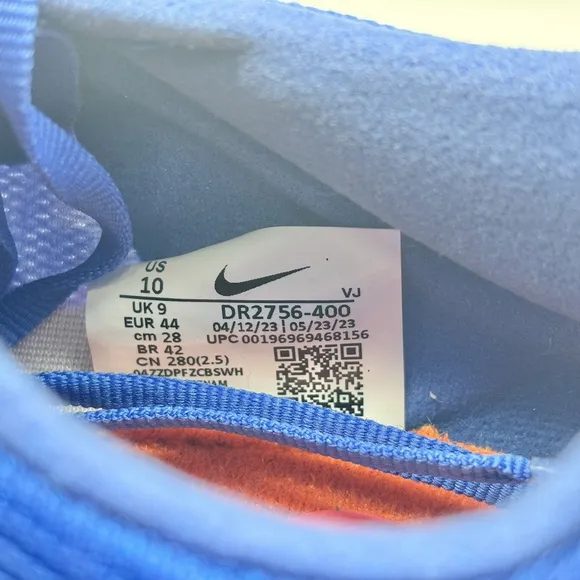 US
10
VJ
UK 9 DR2756-400
EUR 44 04/12/23 | 05/23/23
cm 28 UPC 00196969468156
BR 42
CN 280(2.5)
04ZZDPFZCBSWH